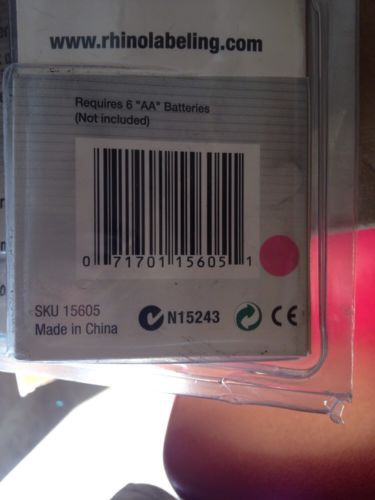 www.rhinolabeling.com
Requires 6 "AA" Batteries
(Not included)
0 71701 15605 1
SKU 15605
Made in China
N15243
CE